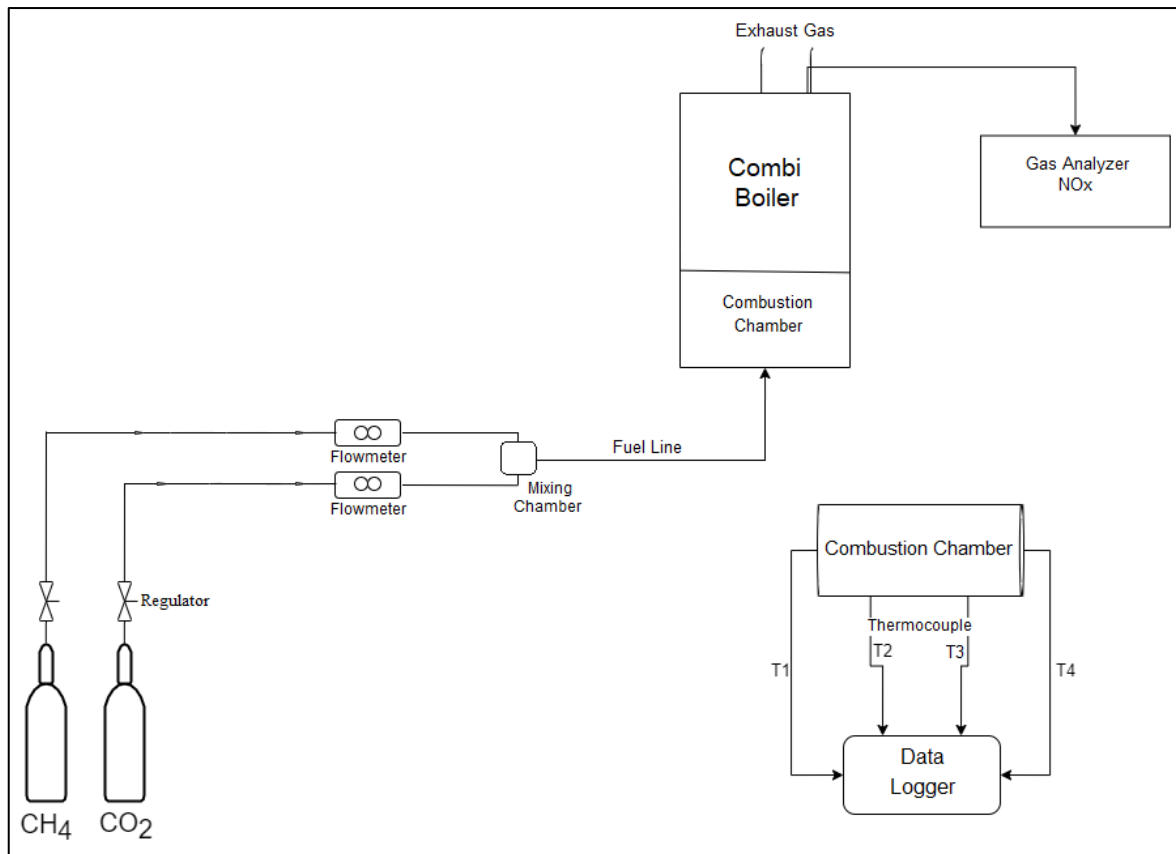 Exhaust Gas
Combi
Boiler
Gas Analyzer
NOx
Combustion
Chamber
Flowmeter
Fuel Line
Mixing
Chamber
Flowmeter
Combustion Chamber
Regulator
Thermocouple
T1
T2
T3
T4
Data
Logger
CH4
CO2